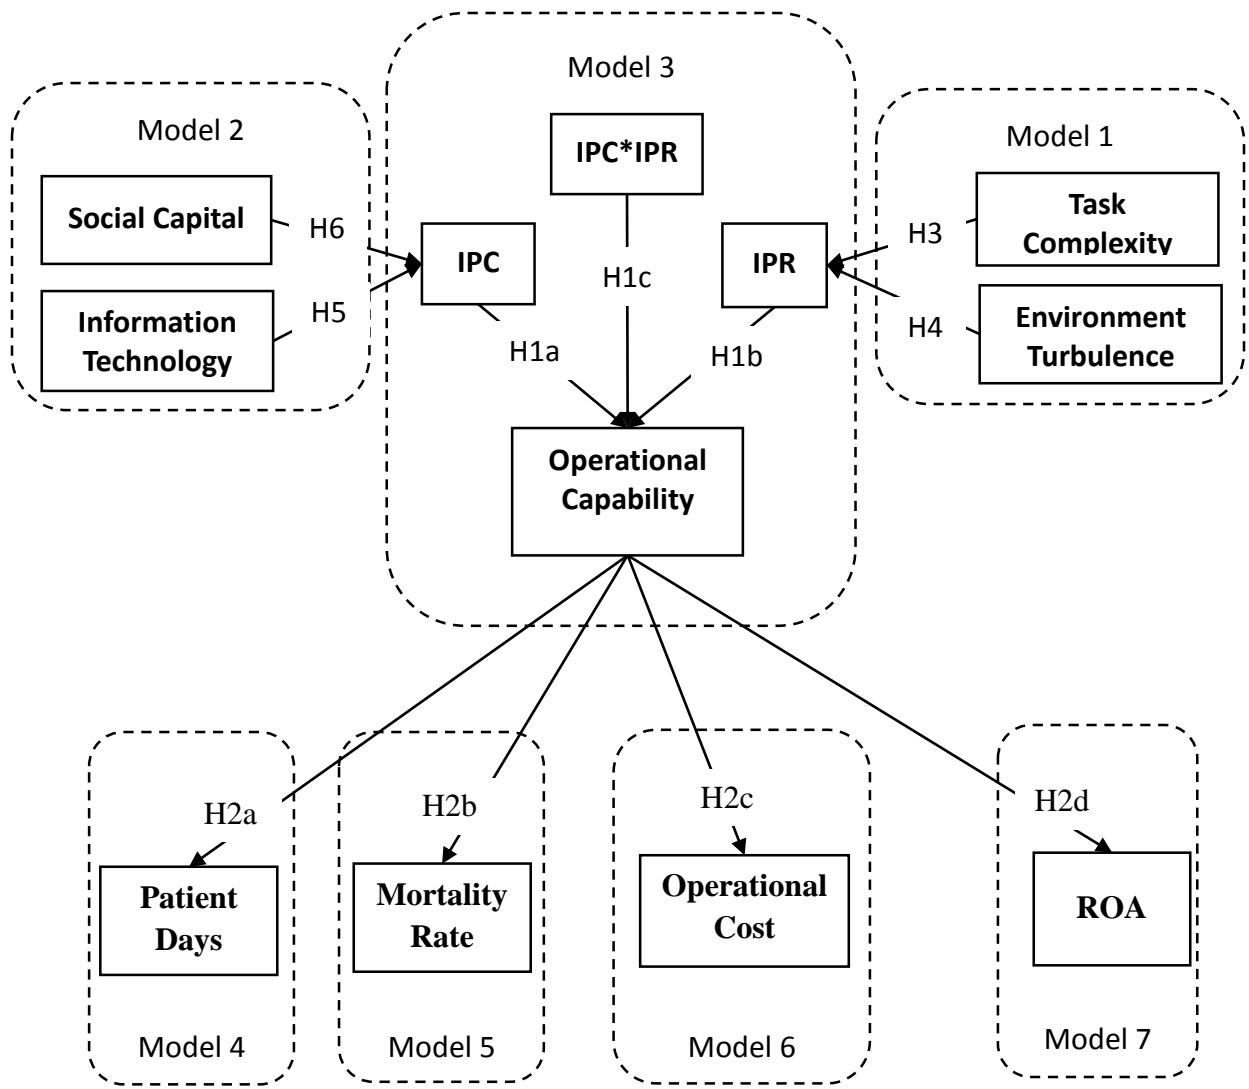 Model 3
Model 2
Model 1
IPC*IPR
Social Capital
Task
Complexity
H6
H3
IPC
IPR
H1c
H5
H4
Information
Technology
Environment
Turbulence
H1a
H1b
Operational
Capability
H2a
H2b
H2c
H2d
Patient
Days
Mortality
Rate
Operational
Cost
ROA
Model 4
Model 5
Model 6
Model 7